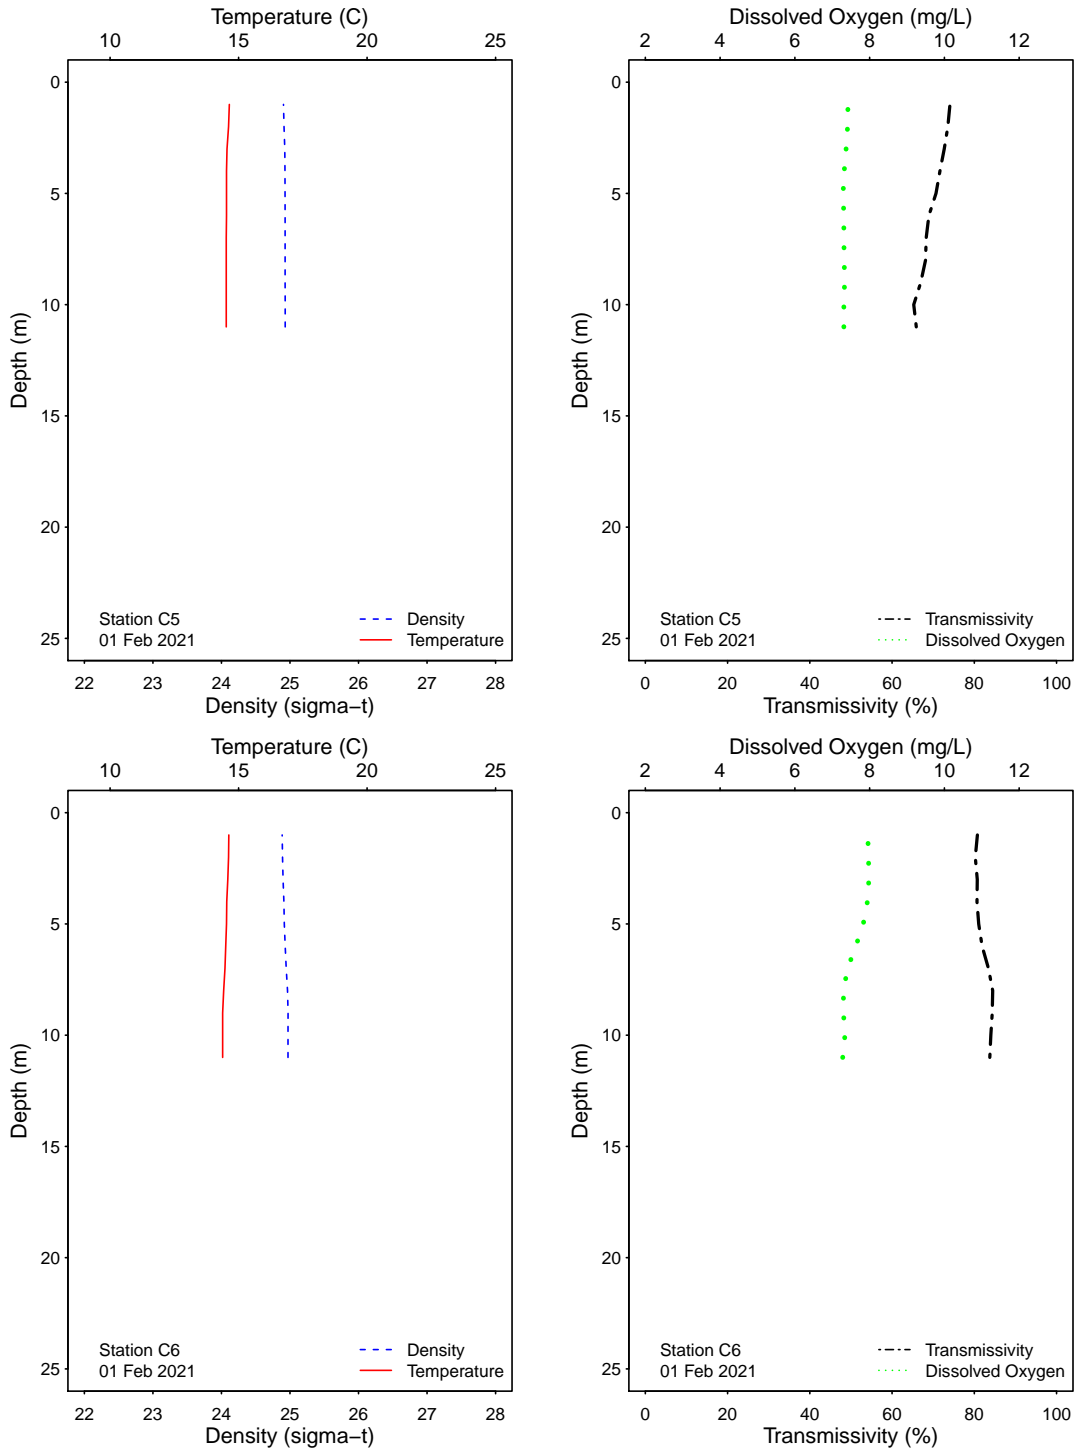 Temperature (C)
10 15 20 25
0
5
10
15
20
25
Depth (m)
Station C5
01 Feb 2021
Density
Temperature
22 23 24 25 26 27 28
Density (sigma−t)
Dissolved Oxygen (mg/L)
2 4 6 8 10 12
0
5
10
15
20
25
Depth (m)
Station C5
01 Feb 2021
Transmissivity
Dissolved Oxygen
0 20 40 60 80 100
Transmissivity (%)
Temperature (C)
10 15 20 25
0
5
10
15
20
25
Depth (m)
Station C6
01 Feb 2021
Density
Temperature
22 23 24 25 26 27 28
Density (sigma−t)
Dissolved Oxygen (mg/L)
2 4 6 8 10 12
0
5
10
15
20
25
Depth (m)
Station C6
01 Feb 2021
Transmissivity
Dissolved Oxygen
0 20 40 60 80 100
Transmissivity (%)